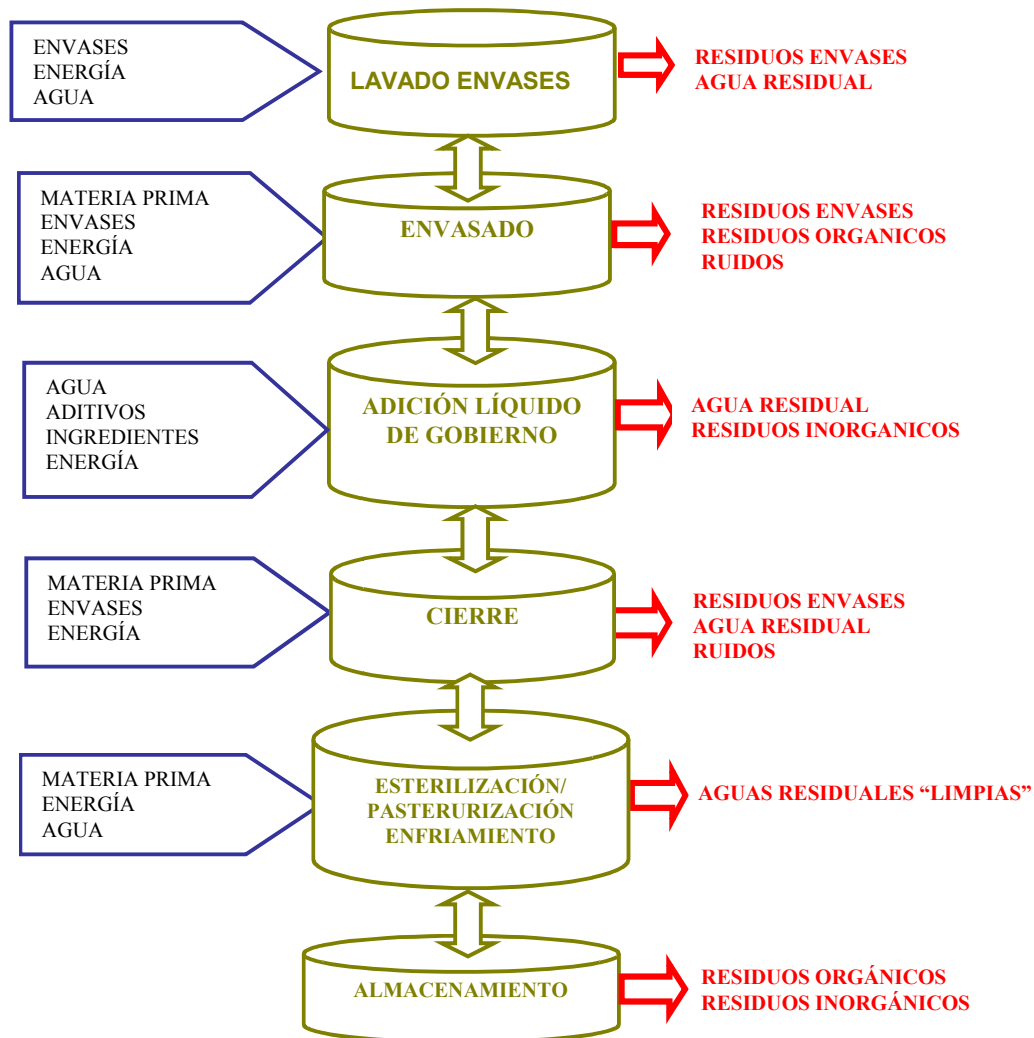 ENVASES
ENERGÍA
AGUA
LAVADO ENVASES
RESIDUOS ENVASES
AGUA RESIDUAL
MATERIA PRIMA
ENVASES
ENERGÍA
AGUA
ENVASADO
RESIDUOS ENVASES
RESIDUOS ORGANICOS
RUIDOS
AGUA
ADITIVOS
INGREDIENTES
ENERGÍA
ADICIÓN LÍQUIDO
DE GOBIERNO
AGUA RESIDUAL
RESIDUOS INORGANICOS
MATERIA PRIMA
ENVASES
ENERGÍA
CIERRE
RESIDUOS ENVASES
AGUA RESIDUAL
RUIDOS
MATERIA PRIMA
ENERGÍA
AGUA
ESTERILIZACIÓN/
PASTERURIZACIÓN
ENFRIAMIENTO
AGUAS RESIDUALES “LIMPIAS”
ALMACENAMIENTO
RESIDUOS ORGÁNICOS
RESIDUOS INORGÁNICOS